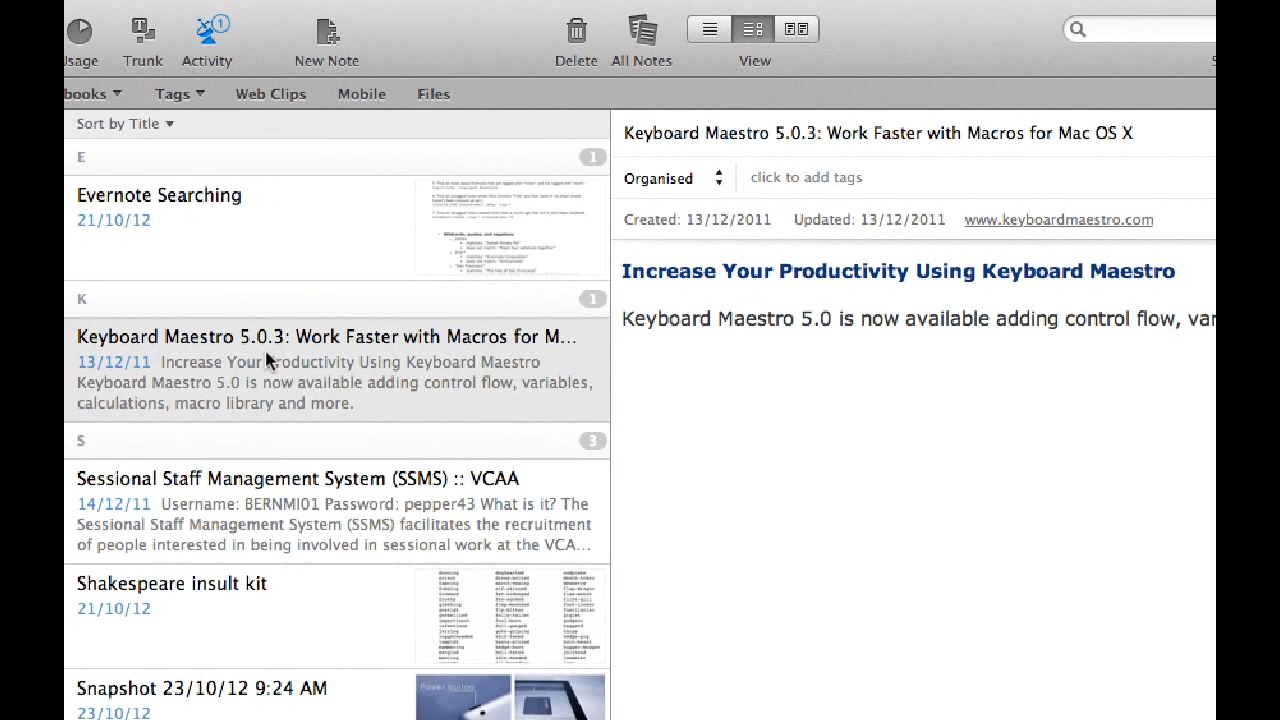 1
Usage Trunk Activity New Note Delete All Notes View
books Tags Web Clips Mobile Files
Sort by Title
E 1
Evernote Searching
21/10/12
K 1
Keyboard Maestro 5.0.3: Work Faster with Macros for M...
13/12/11 Increase Your Productivity Using Keyboard Maestro
Keyboard Maestro 5.0 is now available adding control flow, variables,
calculations, macro library and more.
S 3
Sessional Staff Management System (SSMS) :: VCAA
14/12/11 Username: BERNMI01 Password: pepper43 What is it? The
Sessional Staff Management System (SSMS) facilitates the recruitment
of people interested in being involved in sessional work at the VCA...
Shakespeare insult kit
21/10/12
Snapshot 23/10/12 9:24 AM
23/10/12
Power button
Keyboard Maestro 5.0.3: Work Faster with Macros for Mac OS X
Organised click to add tags
Created: 13/12/2011 Updated: 13/12/2011 www.keyboardmaestro.com
Increase Your Productivity Using Keyboard Maestro
Keyboard Maestro 5.0 is now available adding control flow, var